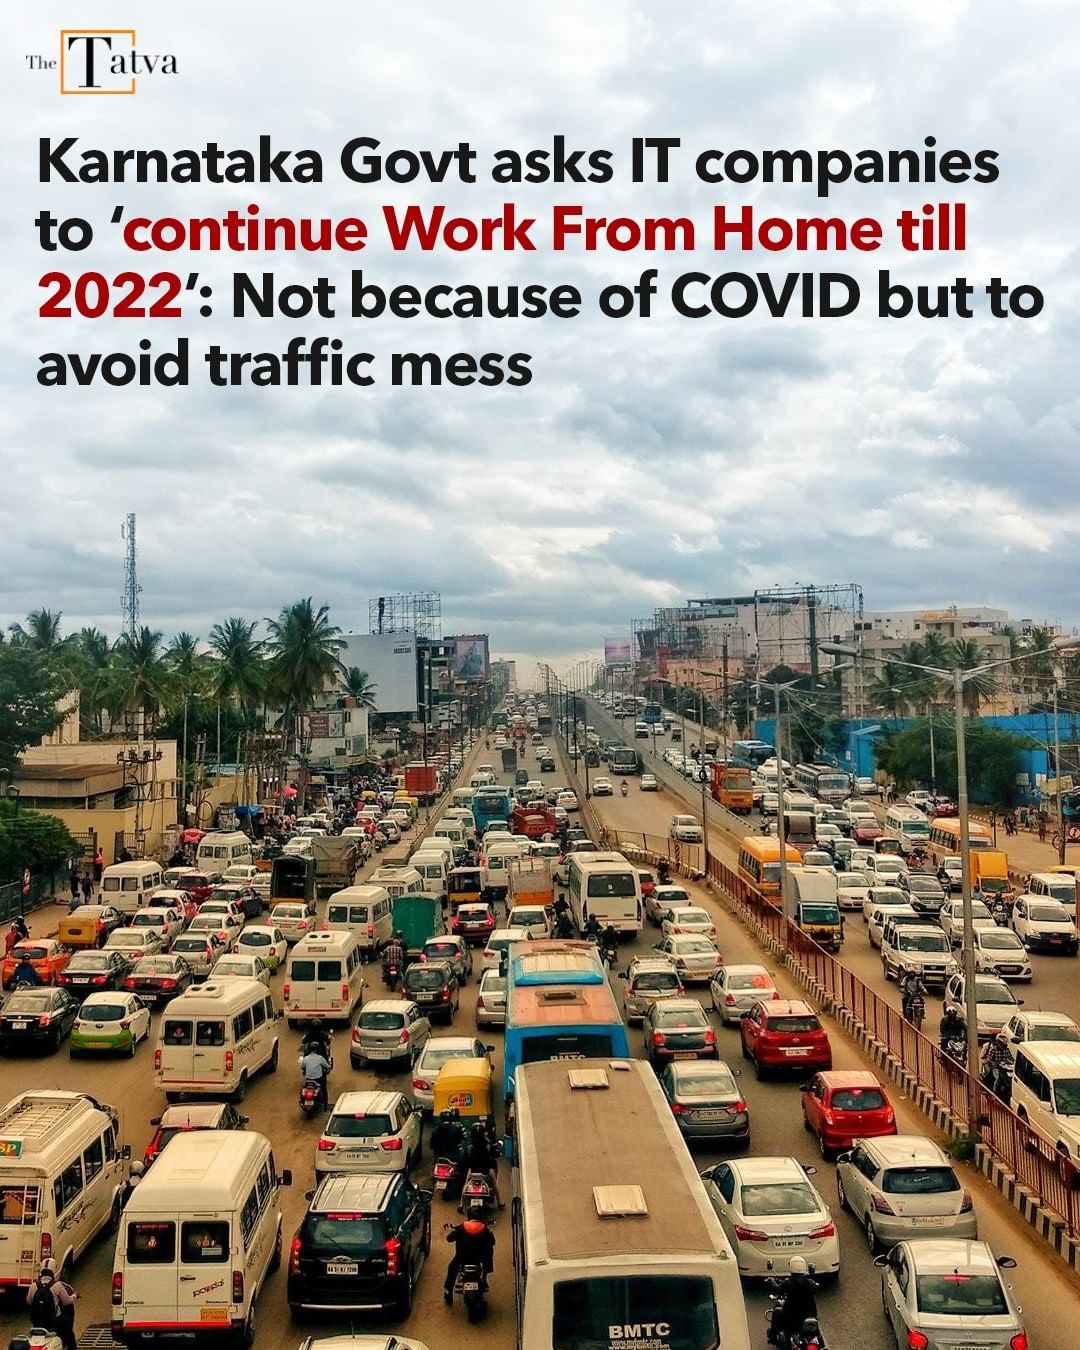 The Tatva
Karnataka Govt asks IT companies
to ‘continue Work From Home till
2022’: Not because of COVID but to
avoid traffic mess
BMTC
BMTC